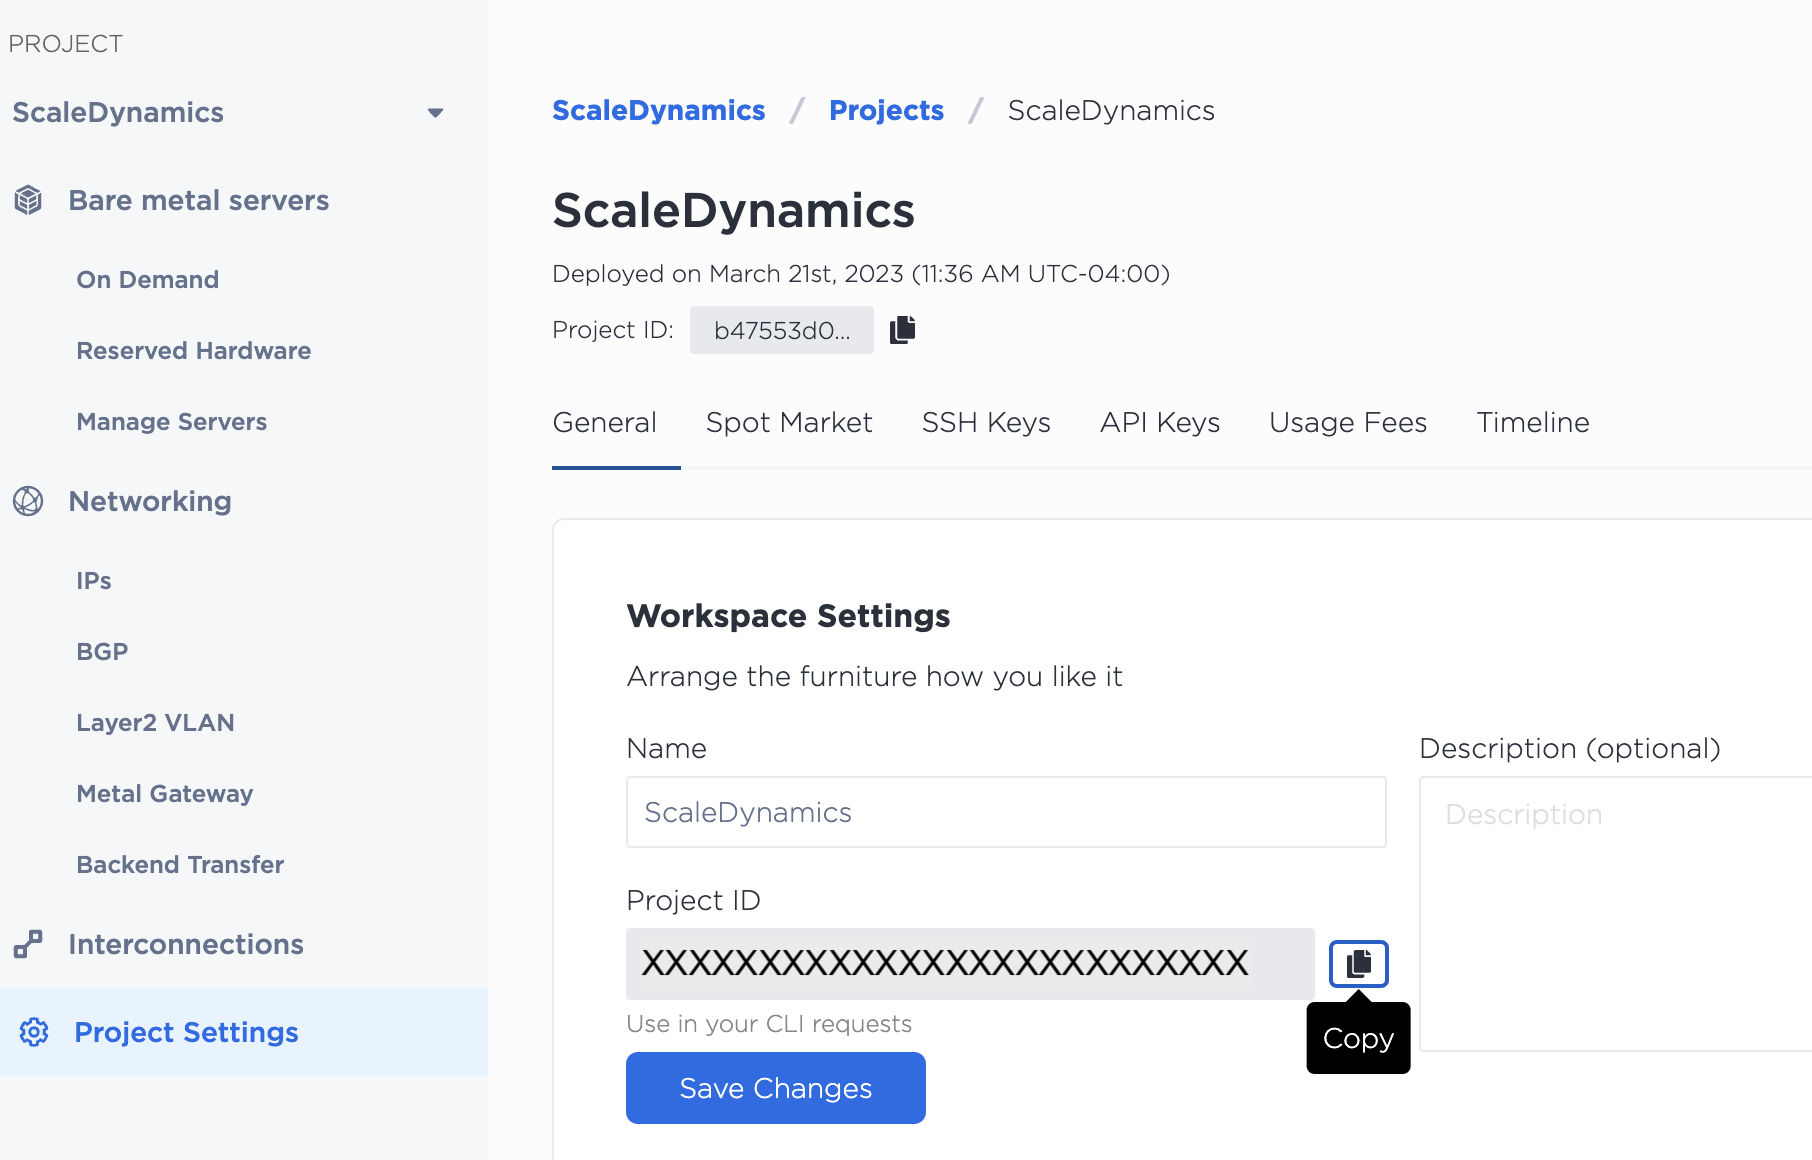 PROJECT
ScaleDynamics
Bare metal servers
On Demand
Reserved Hardware
Manage Servers
Networking
IPs
BGP
Layer2 VLAN
Metal Gateway
Backend Transfer
Interconnections
Project Settings
ScaleDynamics / Projects / ScaleDynamics
ScaleDynamics
Deployed on March 21st, 2023 (11:36 AM UTC-04:00)
Project ID: b47553d0...
General Spot Market SSH Keys API Keys Usage Fees Timeline
Workspace Settings
Arrange the furniture how you like it
Name
ScaleDynamics
Description (optional)
Description
Project ID
XXXXXXXXXXXXXXXXXXXXXXXXXX
Use in your CLI requests
Copy
Save Changes